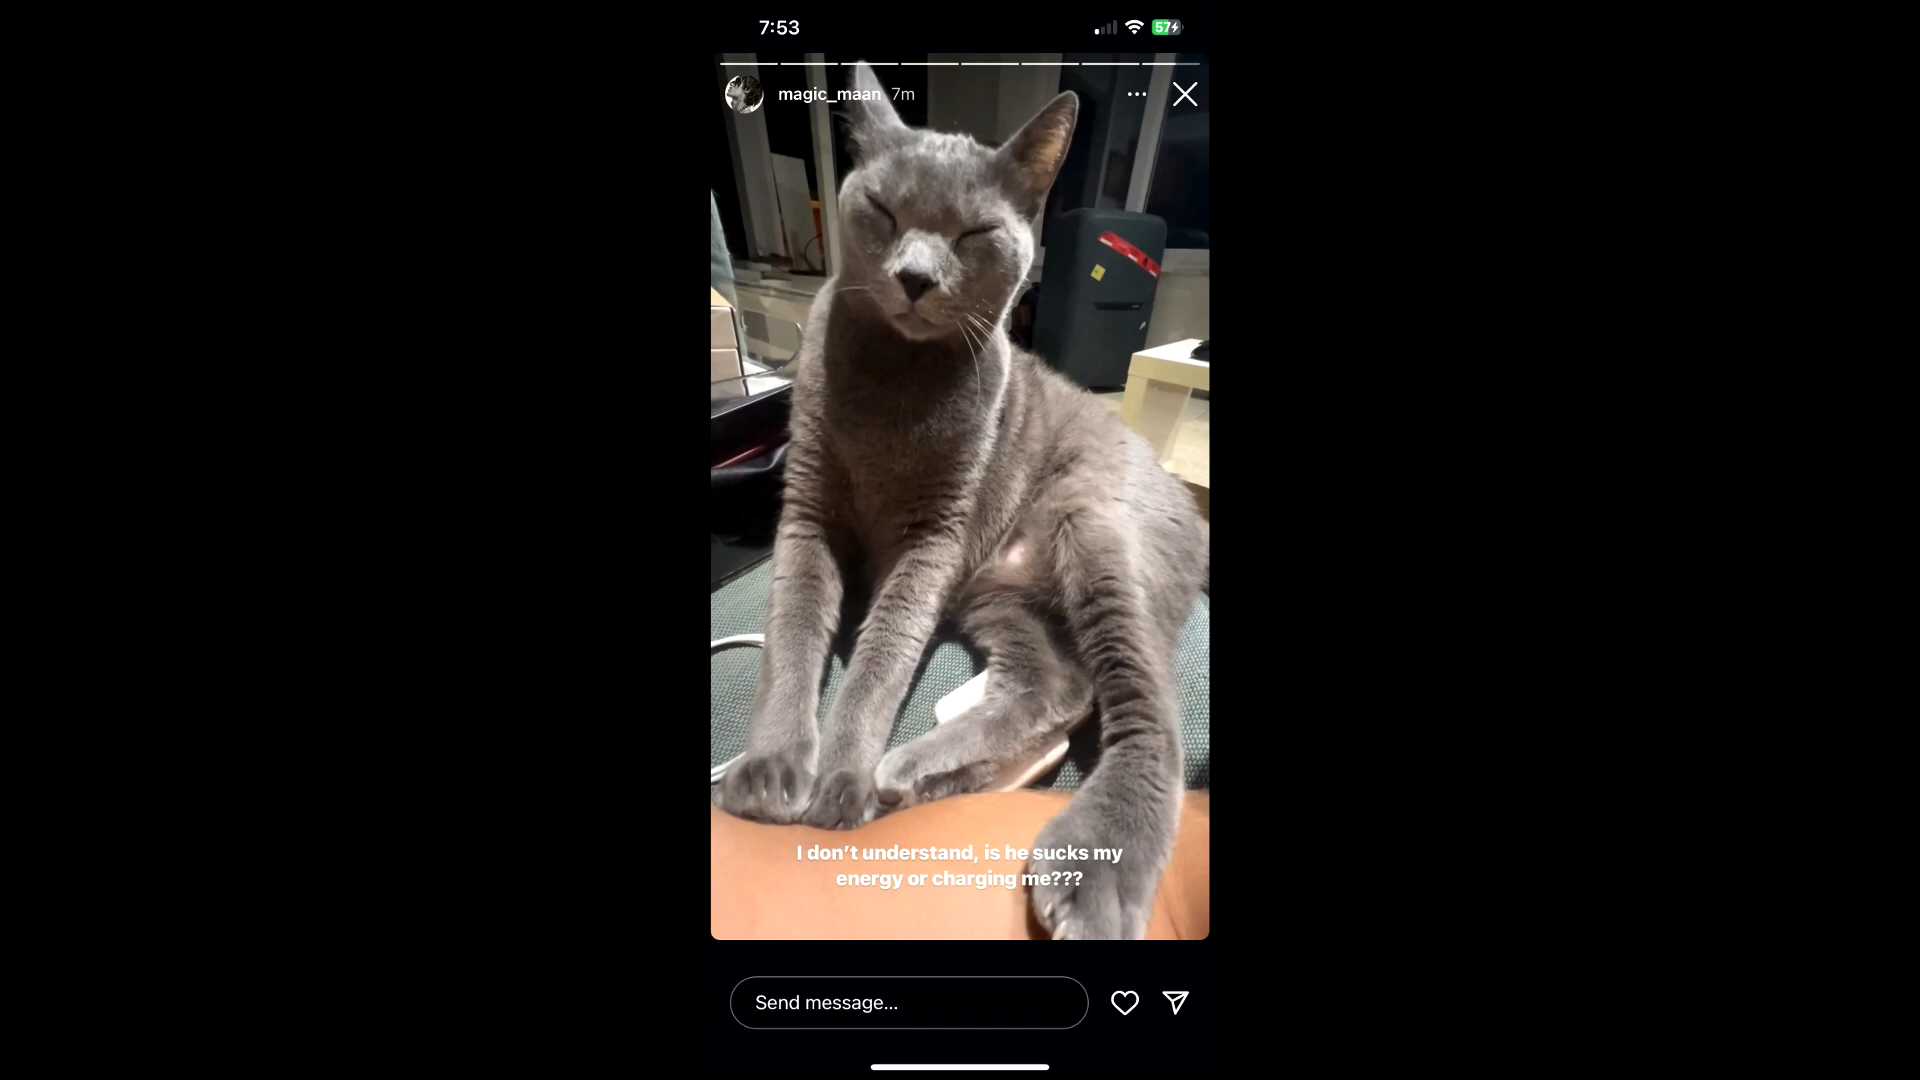 7:53
57
magic_maan 7m
I don’t understand, is he sucks my
energy or charging me???
Send message...